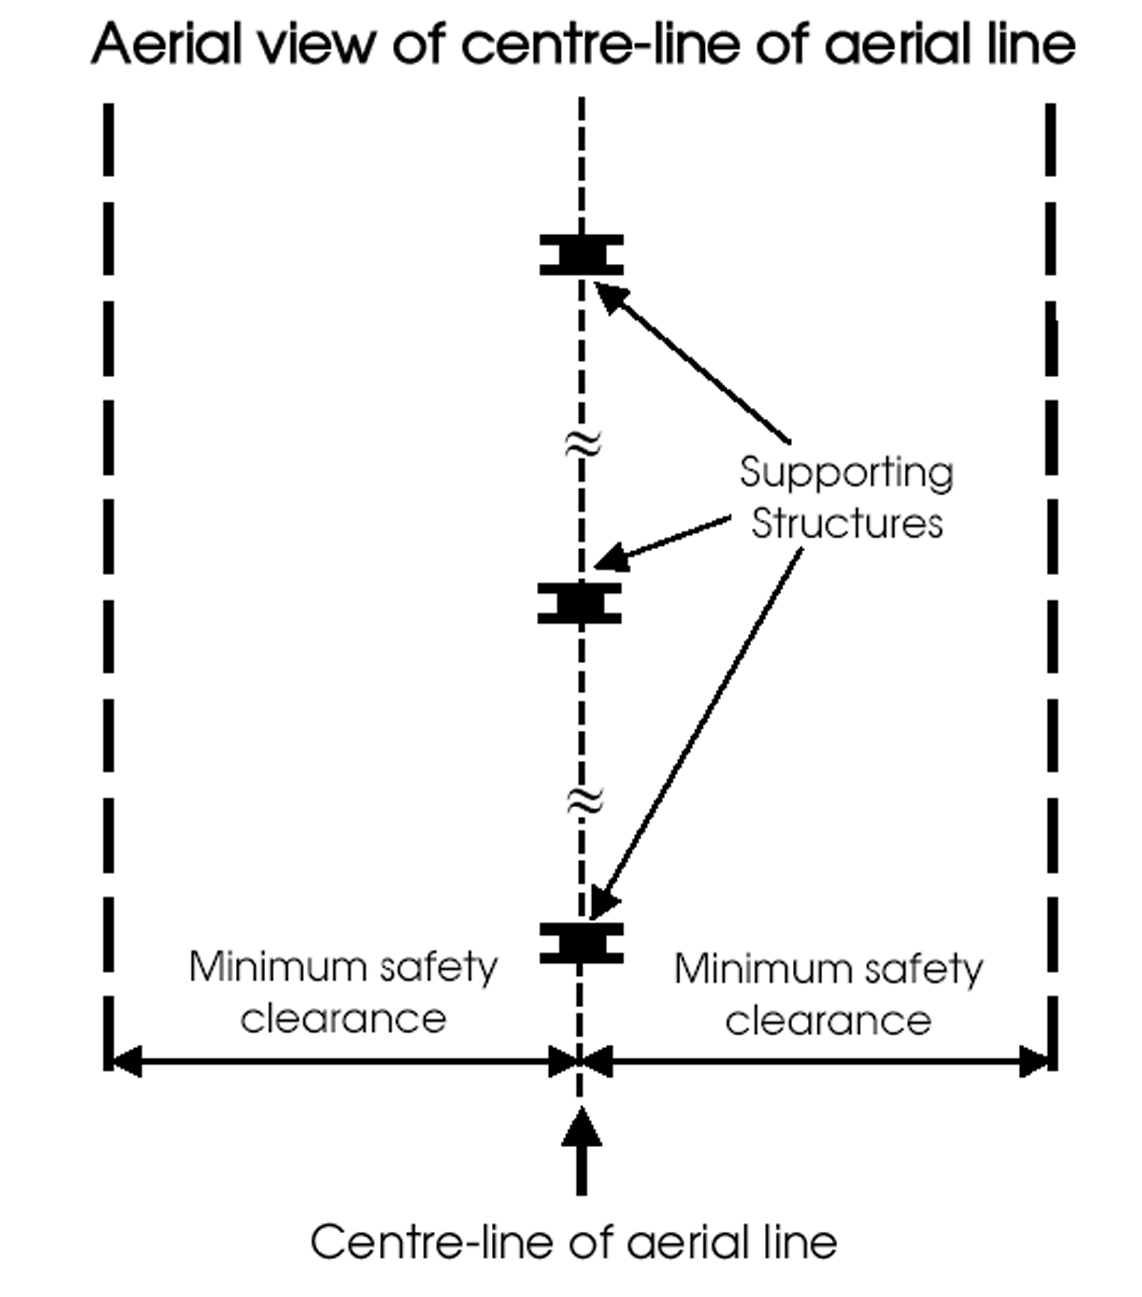 Aerial view of centre-line of aerial line
Supporting
Structures
Minimum safety
clearance
Minimum safety
clearance
Centre-line of aerial line